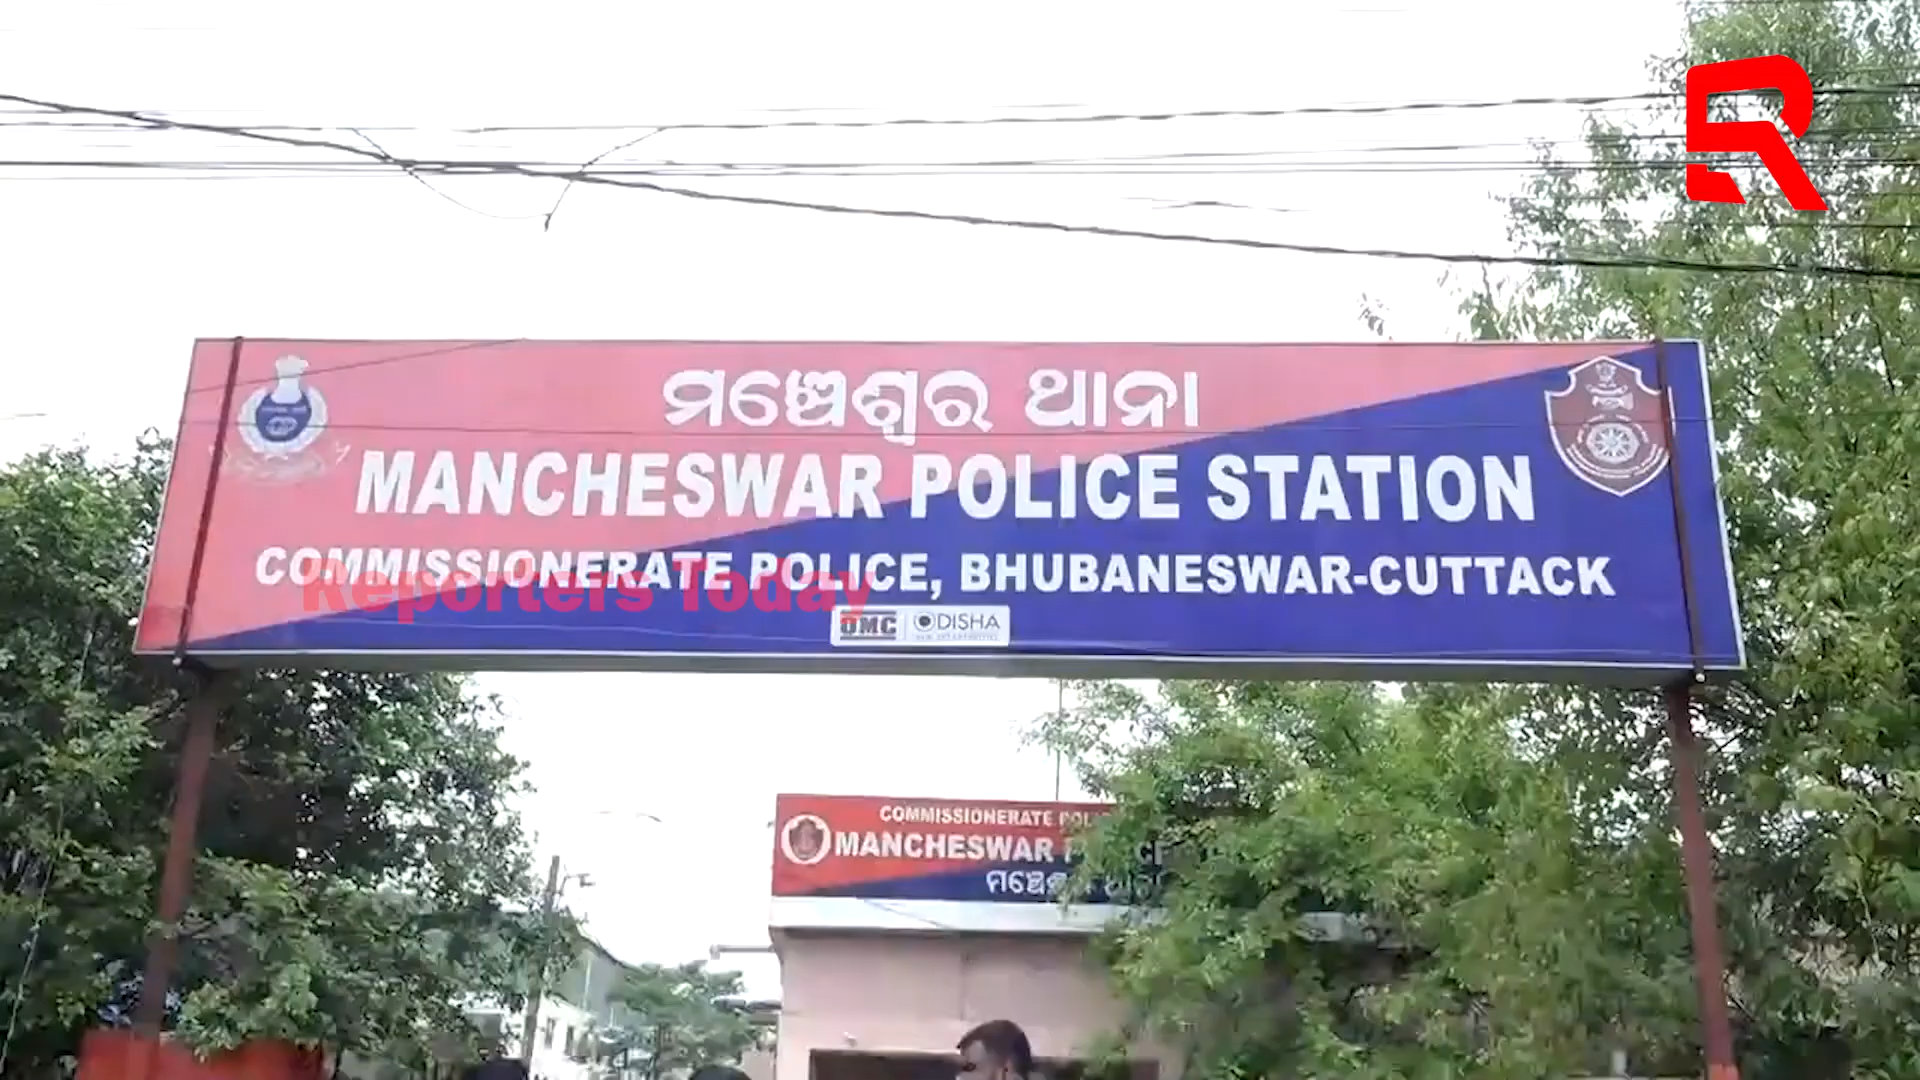 ମଞ୍ଚେଶ୍ୱର ଥାନା
MANCHESWAR POLICE STATION
COMMISSIONERATE POLICE, BHUBANESWAR-CUTTACK
Reporters Today
OMC ODISHA
COMMISSIONERATE
MANCHESWAR